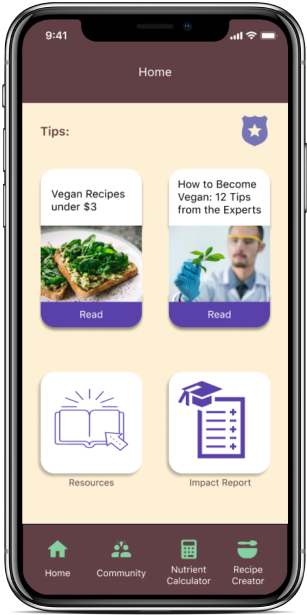 9:41
Home
Tips:
Vegan Recipes
under $3
Read
How to Become
Vegan: 12 Tips
from the Experts
Read
Resources
Impact Report
Home
Community
Nutrient
Calculator
Recipe
Creator